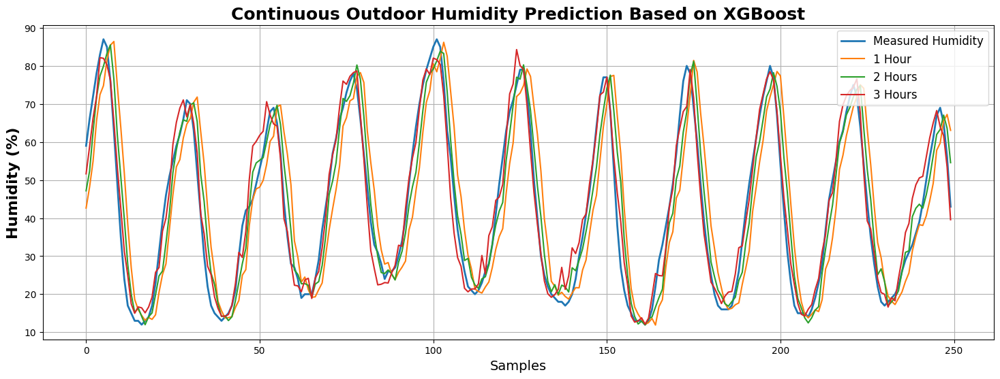 Continuous Outdoor Humidity Prediction Based on XGBoost
90
80
70
60
50
40
30
20
10
Humidity (%)
Measured Humidity
1 Hour
2 Hours
3 Hours
0
50
100
150
200
250
Samples